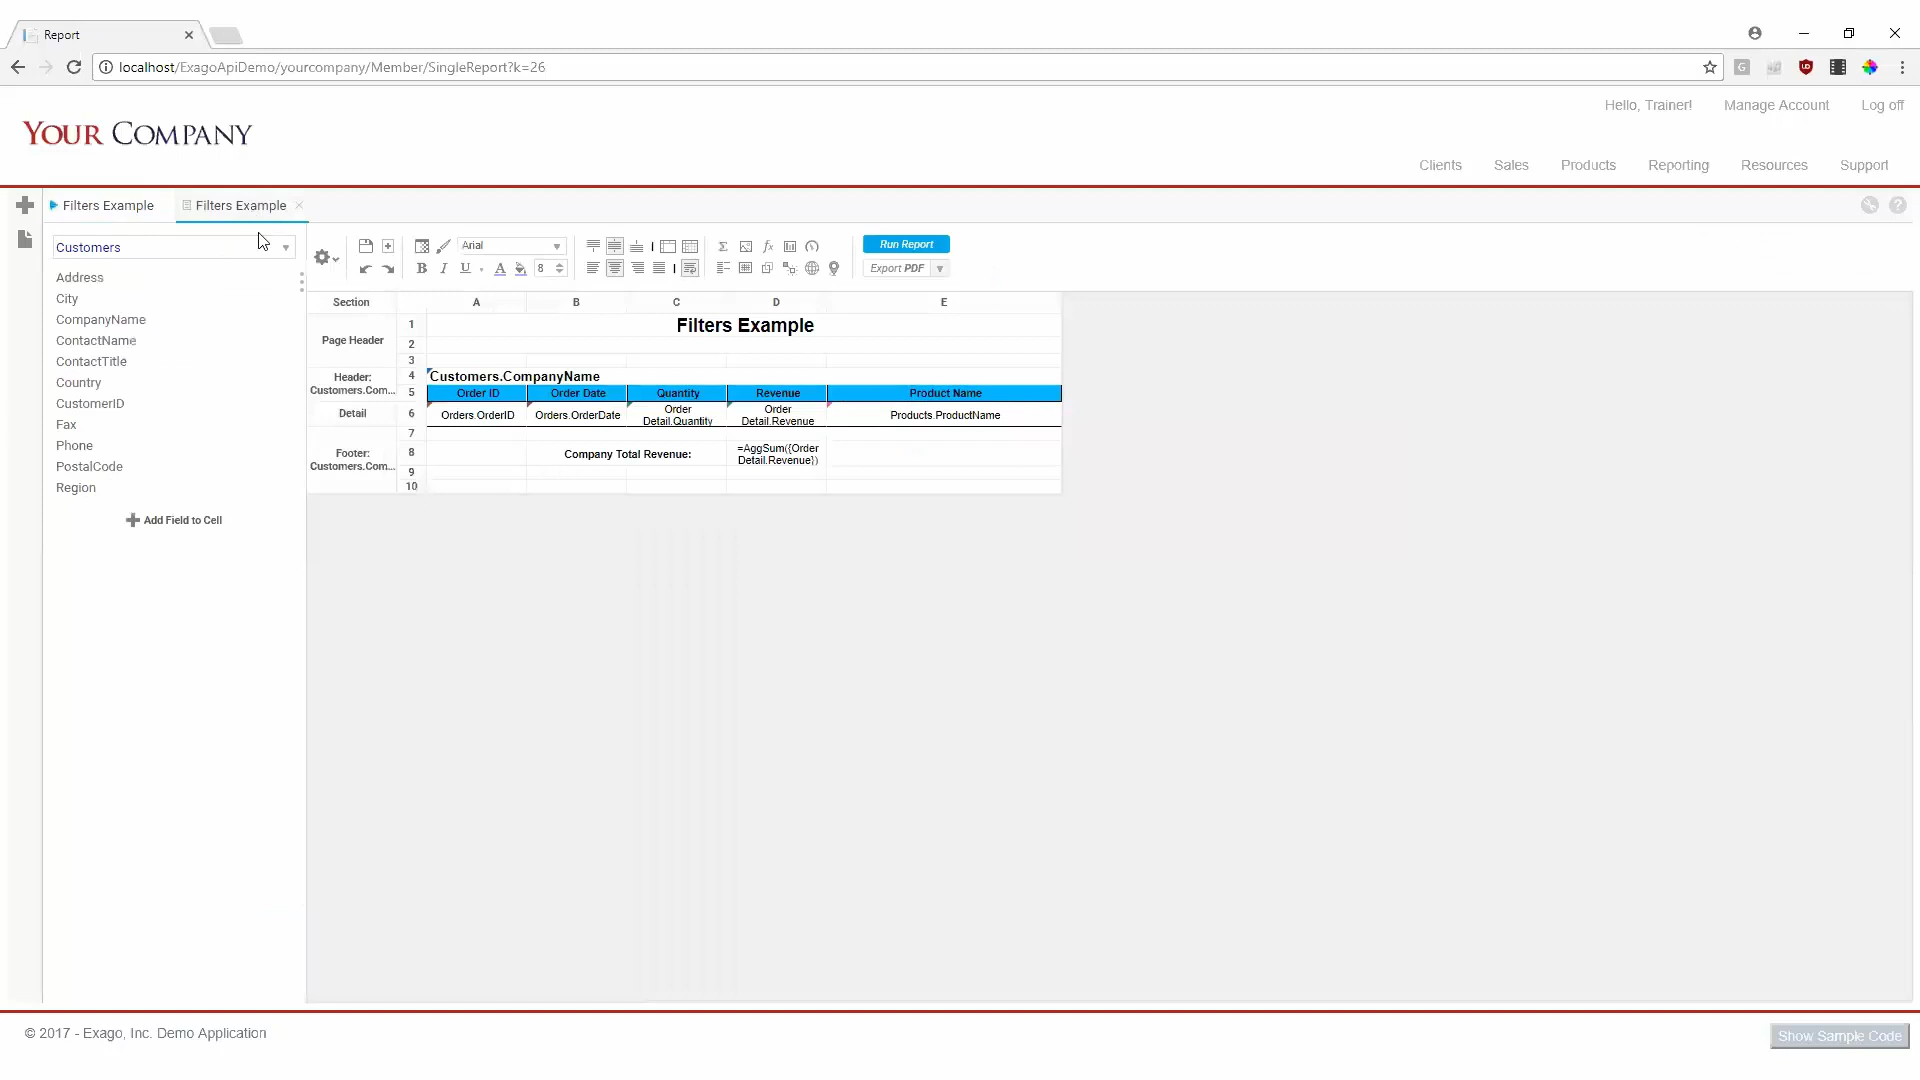 Report
localhost/ExagoApiDemo/yourcompany/Member/SingleReport?k=26
Hello, Trainer! Manage Account Log off
YOUR COMPANY
Clients Sales Products Reporting Resources Support
Filters Example Filters Example
Customers
Address
City
CompanyName
ContactName
ContactTitle
Country
CustomerID
Fax
Phone
PostalCode
Region
Add Field to Cell
Arial
B I U A 8
Run Report
Export PDF
Section A B C D E
Page Header
1 Filters Example
2
3
Header:
Customers.Com...
4 Customers.CompanyName
5 Order ID Order Date Quantity Revenue Product Name
Detail 6 Orders.OrderID Orders.OrderDate Order Detail.Quantity Order Detail.Revenue Products.ProductName
7
Footer:
Customers.Com...
8 Company Total Revenue: =AggSum({Order Detail.Revenue})
9
10
© 2017 - Exago, Inc. Demo Application
Show Sample Code